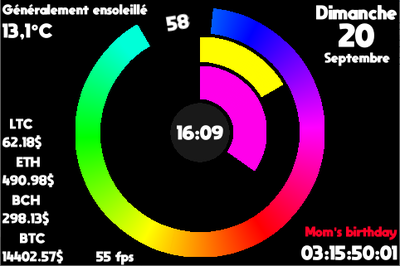 Généralement ensoleillé
13,1°C
58
Dimanche
20
Septembre
16:09
LTC
62.18$
ETH
490.98$
BCH
298.13$
BTC
14402.57$
55 fps
Mom's birthday
03:15:50:01